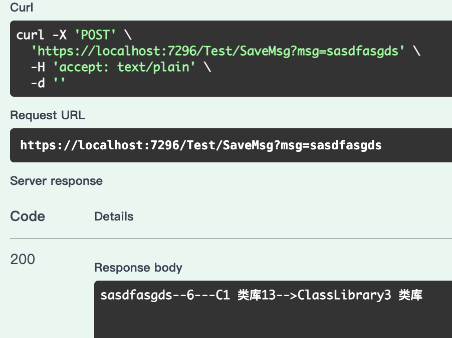 Curl
curl -X 'POST' \
'https://localhost:7296/Test/SaveMsg?msg=sasdfasgds' \
-H 'accept: text/plain' \
-d ''
Request URL
https://localhost:7296/Test/SaveMsg?msg=sasdfasgds
Server response
Code Details
200
Response body
sasdfasgds--6---C1 类库13-->ClassLibrary3 类库